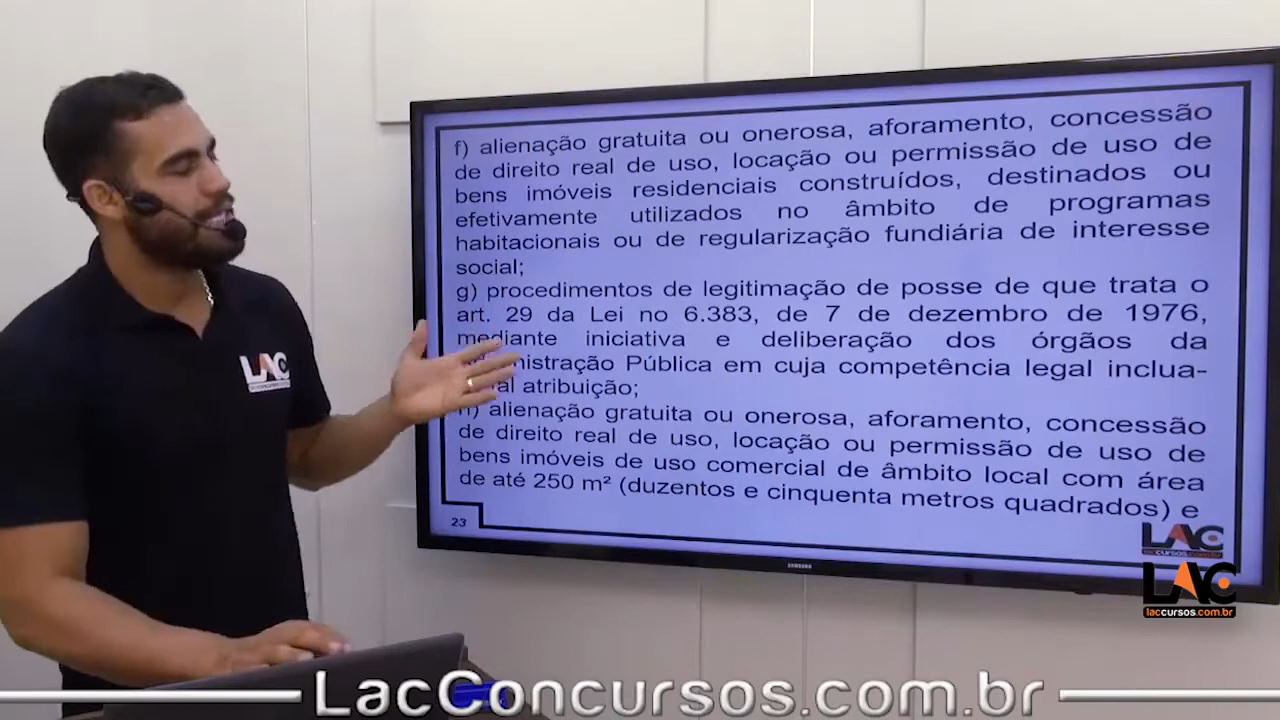 f) alienação gratuita ou onerosa, aforamento, concessão
de direito real de uso, locação ou permissão de uso de
bens imóveis residenciais construídos, destinados ou
efetivamente utilizados no âmbito de programas
habitacionais ou de regularização fundiária de interesse
social;
g) procedimentos de legitimação de posse de que trata o
art. 29 da Lei no 6.383, de 7 de dezembro de 1976,
mediante iniciativa e deliberação dos órgãos da
Pública em cuja competência legal inclua-
atribuição;
h) alienação gratuita ou onerosa, aforamento, concessão
de direito real de uso, locação ou permissão de uso de
bens imóveis de uso comercial de âmbito local com área
de até 250 m² (duzentos e cinquenta metros quadrados) e
23
LAC
laccursos.com.br
SAMSUNG
LAC
laccursos.com.br
LAC
LacConcursos.com.br